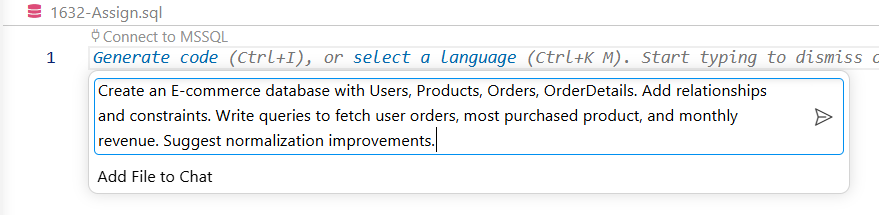 1632-Assign.sql
Connect to MSSQL
1 Generate code (Ctrl+I), or select a language (Ctrl+K M). Start typing to dismiss
Create an E-commerce database with Users, Products, Orders, OrderDetails. Add relationships
and constraints. Write queries to fetch user orders, most purchased product, and monthly
revenue. Suggest normalization improvements.
Add File to Chat